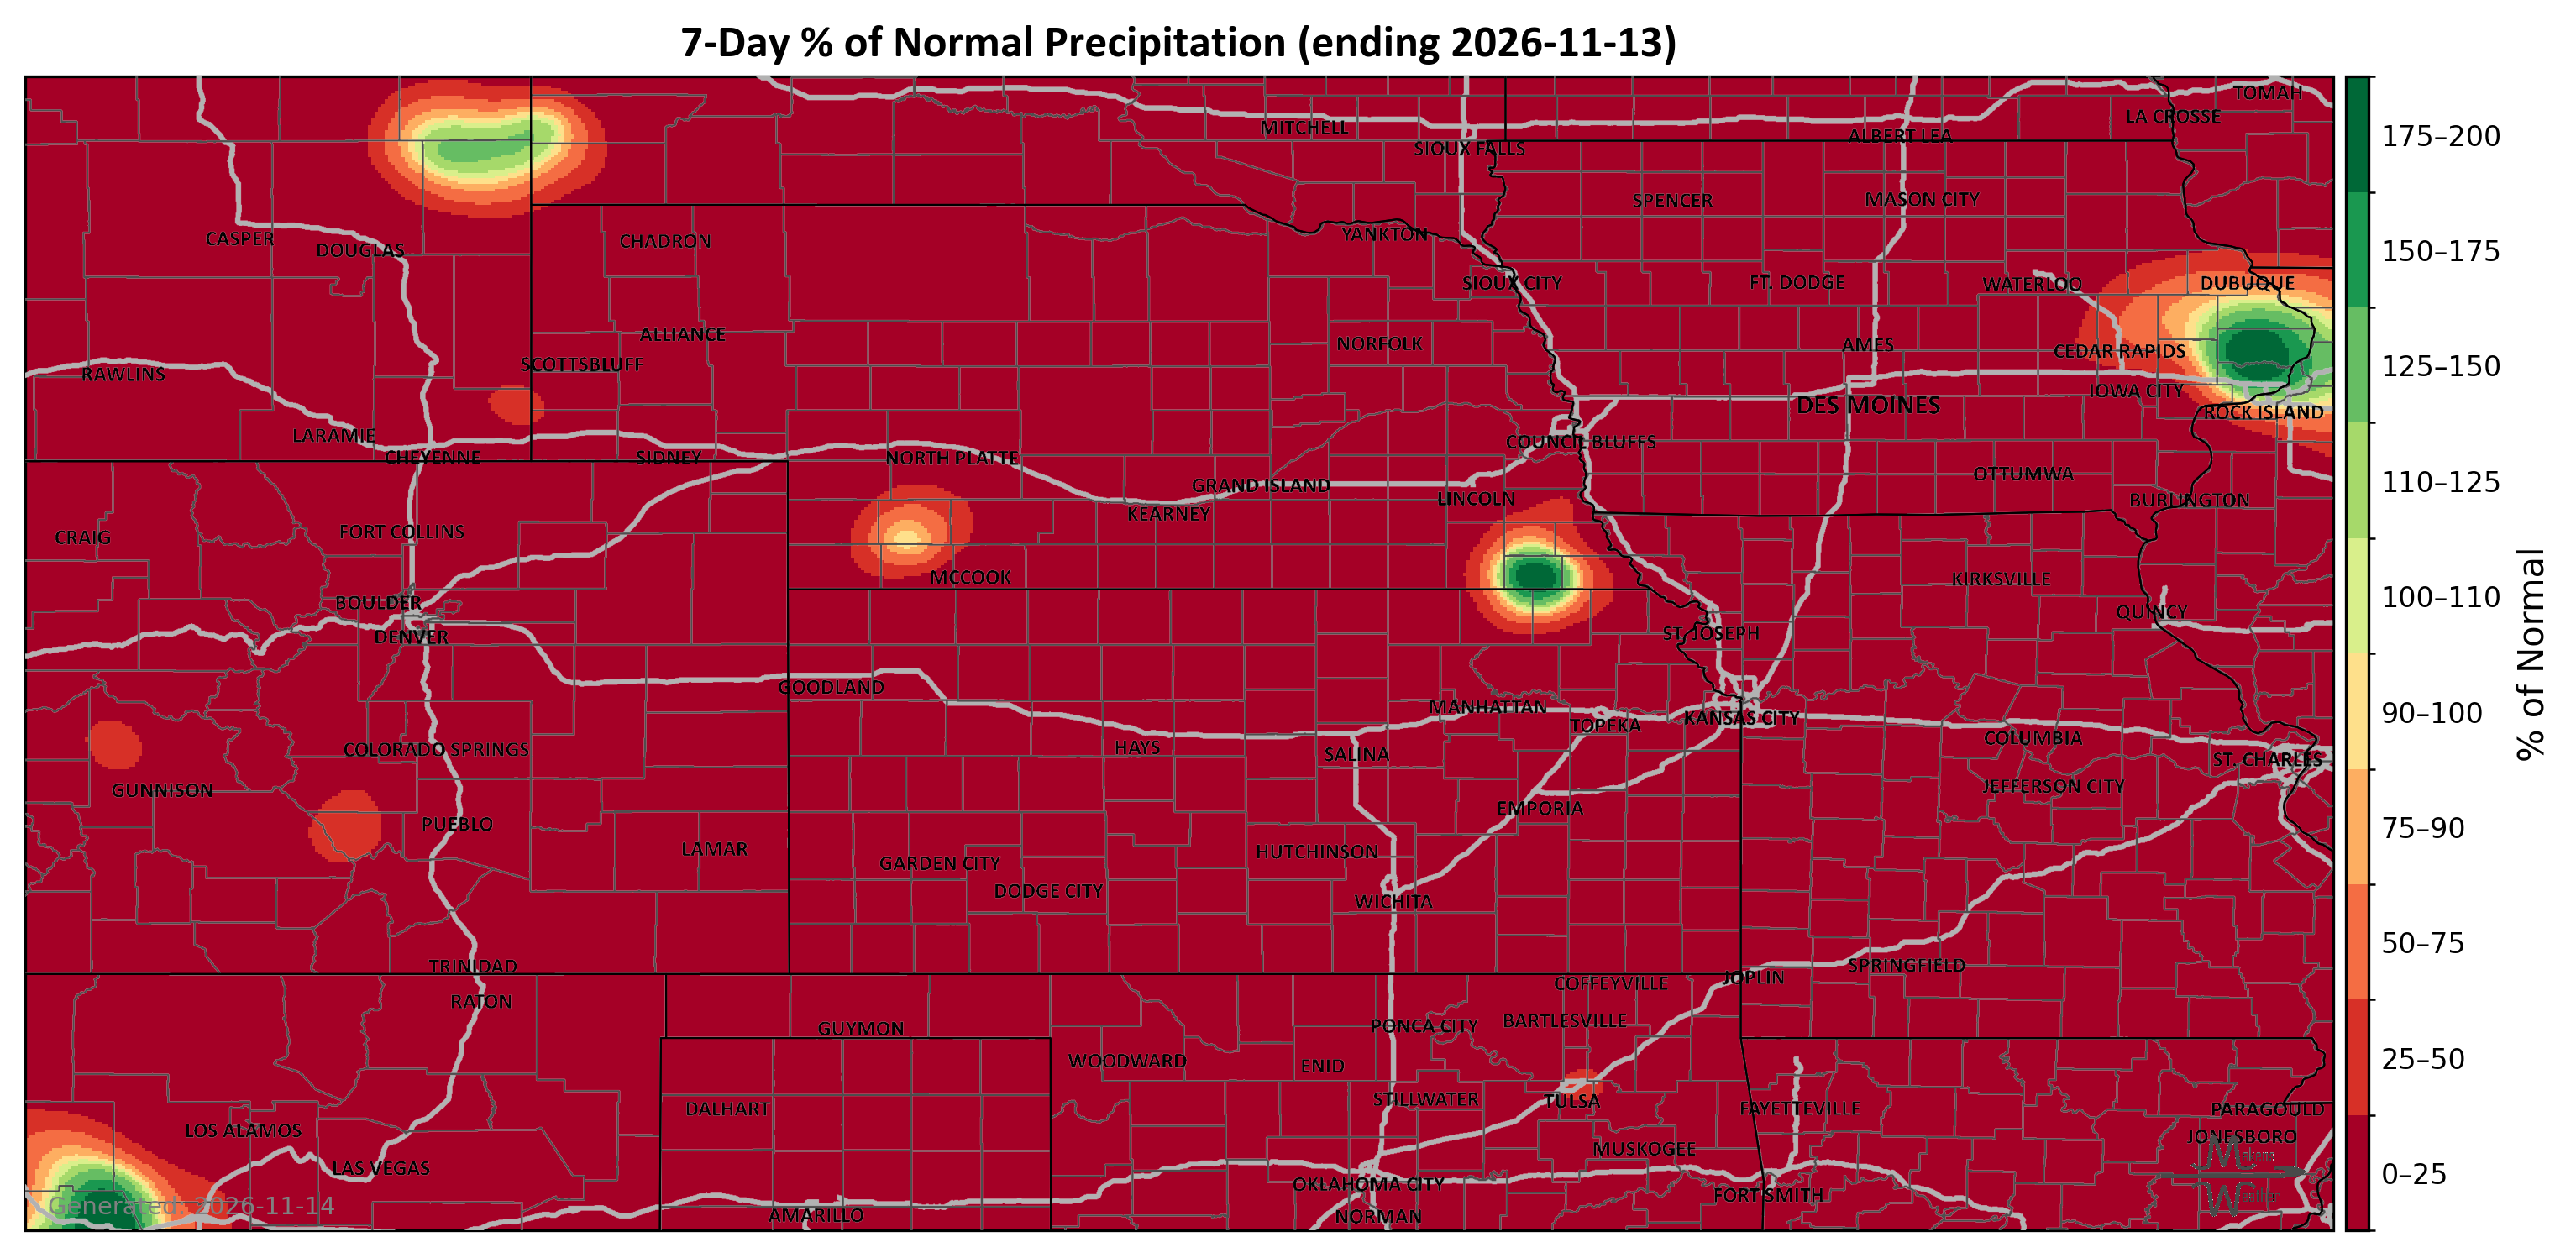 7-Day % of Normal Precipitation (ending 2026-11-13)
TOMAH
LA CROSSE
MITCHELL
ALBERT LEA
SIOUX FALLS
SPENCER
MASON CITY
CASPER
DOUGLAS
CHADRON
YANKTON
SIOUX CITY
FT. DODGE
WATERLOO
DUBUQUE
ALLIANCE
NORFOLK
AMES
CEDAR RAPIDS
SCOTTSBLUFF
RAWLINS
IOWA CITY
DES MOINES
ROCK ISLAND
LARAMIE
COUNCIL BLUFFS
CHEYENNE
SIDNEY
NORTH PLATTE
OTTUMWA
GRAND ISLAND
LINCOLN
BURLINGTON
KEARNEY
CRAIG
FORT COLLINS
MCCOOK
KIRKSVILLE
BOULDER
QUINCY
DENVER
ST. JOSEPH
GOODLAND
MANHATTAN
TOPEKA
KANSAS CITY
COLUMBIA
COLORADO SPRINGS
HAYS
SALINA
ST. CHARLES
GUNNISON
JEFFERSON CITY
EMPORIA
PUEBLO
LAMAR
HUTCHINSON
GARDEN CITY
DODGE CITY
WICHITA
TRINIDAD
SPRINGFIELD
JOPLIN
COFFEYVILLE
RATON
GUYMON
PONCA CITY
BARTLESVILLE
WOODWARD
ENID
STILLWATER
TULSA
DALHART
FAYETTEVILLE
PARAGOULD
LOS ALAMOS
JONESBORO
MUSKOGEE
LAS VEGAS
OKLAHOMA CITY
FORT SMITH
AMARILLO
NORMAN
Generated: 2026-11-14
175–200
150–175
125–150
110–125
100–110
90–100
75–90
50–75
25–50
0–25
% of Normal